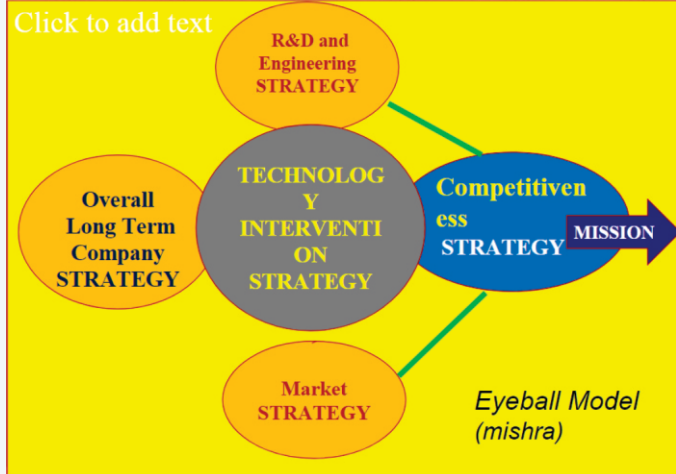 Click to add text
R&D and
Engineering
STRATEGY
Overall
Long Term
Company
STRATEGY
TECHNOLOG
Y
INTERVENTI
ON
STRATEGY
Competitiven
ess
STRATEGY
MISSION
Market
STRATEGY
Eyeball Model
(mishra)